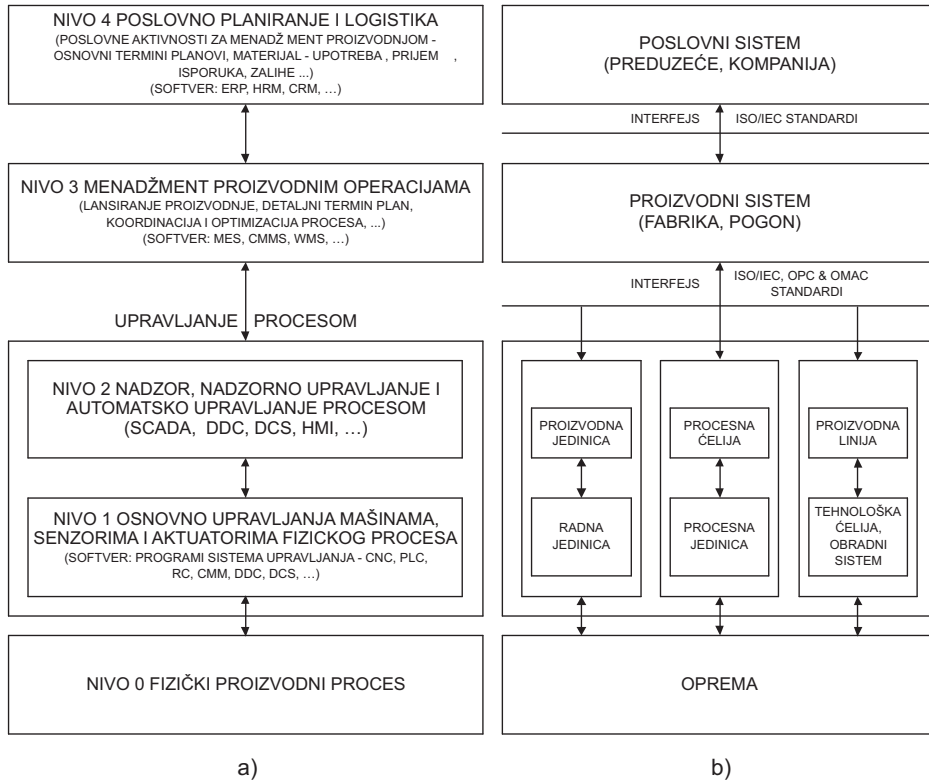 NIVO 4 POSLOVNO PLANIRANJE I LOGISTIKA
(POSLOVNE AKTIVNOSTI ZA MENADŽ MENT PROIZVODNJOM -
OSNOVNI TERMINI PLANOVI, MATERIJAL - UPOTREBA , PRIJEM ,
ISPORUKA, ZALIHE ...)
(SOFTVER: ERP, HRM, CRM, …)
NIVO 3 MENADŽMENT PROIZVODNIM OPERACIJAMA
(LANSIRANJE PROIZVODNJE, DETALJNI TERMIN PLAN,
KOORDINACIJA I OPTIMIZACIJA PROCESA, ...)
(SOFTVER: MES, CMMS, WMS, …)
UPRAVLJANJE PROCESOM
NIVO 2 NADZOR, NADZORNO UPRAVLJANJE I
AUTOMATSKO UPRAVLJANJE PROCESOM
(SCADA, DDC, DCS, HMI, …)
NIVO 1 OSNOVNO UPRAVLJANJA MAŠINAMA,
SENZORIMA I AKTUATORIMA FIZICKOG PROCESA
(SOFTVER: PROGRAMI SISTEMA UPRAVLJANJA - CNC, PLC,
RC, CMM, DDC, DCS, …)
NIVO 0 FIZIČKI PROIZVODNI PROCES
a)
POSLOVNI SISTEM
(PREDUZEĆE, KOMPANIJA)
INTERFEJS ISO/IEC STANDARDI
PROIZVODNI SISTEM
(FABRIKA, POGON)
INTERFEJS
ISO/IEC, OPC & OMAC
STANDARDI
PROIZVODNA
JEDINICA
RADNA
JEDINICA
PROCESNA
ĆELIJA
PROCESNA
JEDINICA
PROIZVODNA
LINIJA
TEHNOLOŠKA
ĆELIJA,
OBRADNI
SISTEM
OPREMA
b)